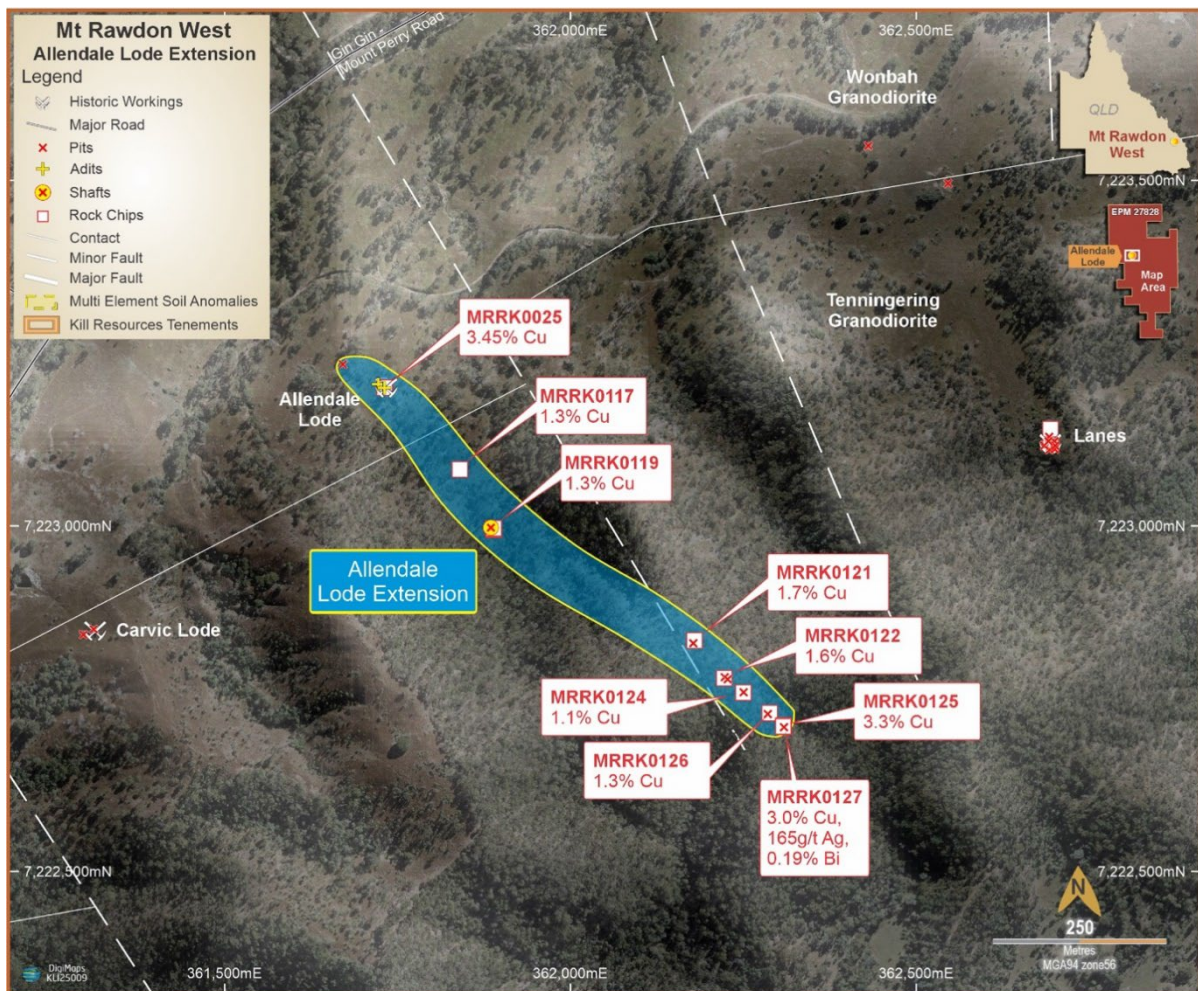 Mt Rawdon West
Allendale Lode Extension
Legend
Historic Workings
Major Road
Pits
Adits
Shafts
Rock Chips
Contact
Minor Fault
Major Fault
Multi Element Soil Anomalies
Kill Resources Tenements
Gin Gin
Mount Perry Road
362,000mE
362,500mE
Wonbah
Granodiorite
QLD
Mt Rawdon
West
7,223,500mN
EPM 27828
Allendale
Lode
Map
Area
Tenningering
Granodiorite
MRRK0025
3.45% Cu
Allendale
Lode
MRRK0117
1.3% Cu
Lanes
MRRK0119
1.3% Cu
7,223,000mN
7,223,000mN
Allendale
Lode Extension
MRRK0121
1.7% Cu
Carvic Lode
MRRK0122
1.6% Cu
MRRK0124
1.1% Cu
MRRK0125
3.3% Cu
MRRK0126
1.3% Cu
MRRK0127
3.0% Cu,
165g/t Ag,
0.19% Bi
7,222,500mN
7,222,500mN
N
250
Metres
MGA94 zone56
DigiMaps
KLI25009
361,500mE
362,000mE
362,500mE